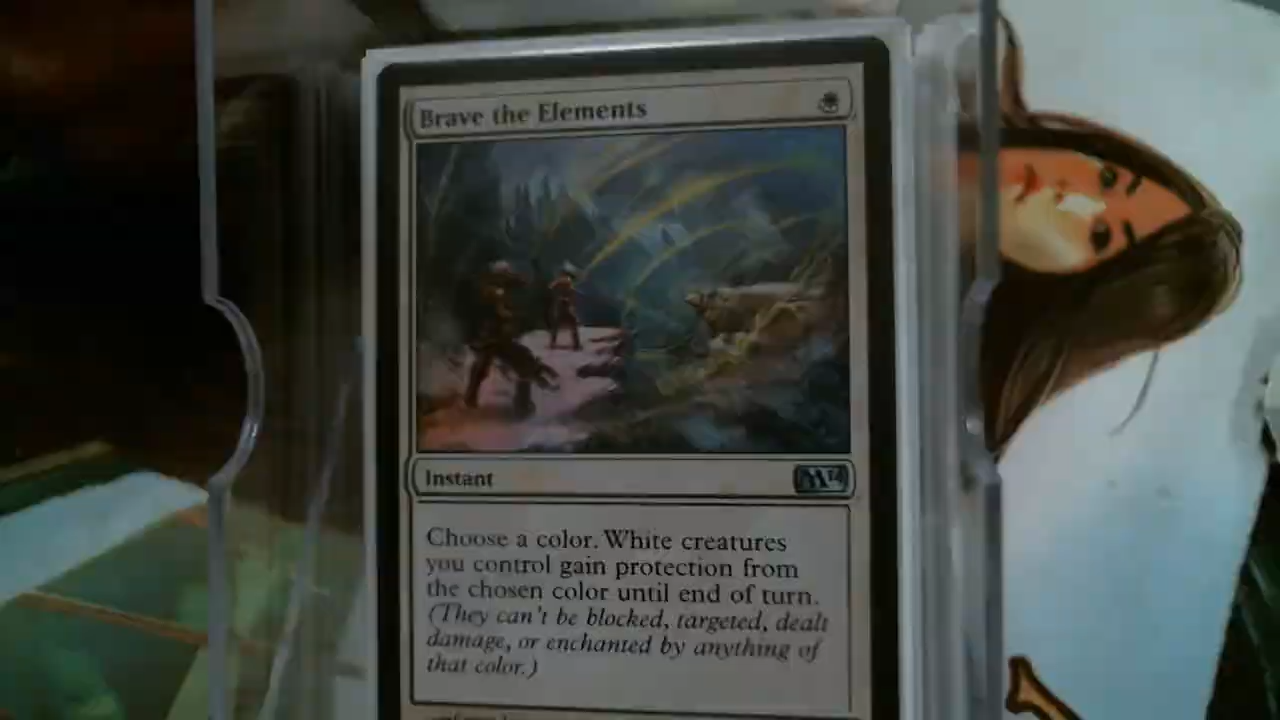 Brave the Elements
Instant
M14
Choose a color. White creatures
you control gain protection from
the chosen color until end of turn.
(They can't be blocked, targeted, dealt
damage, or enchanted by anything of
that color.)